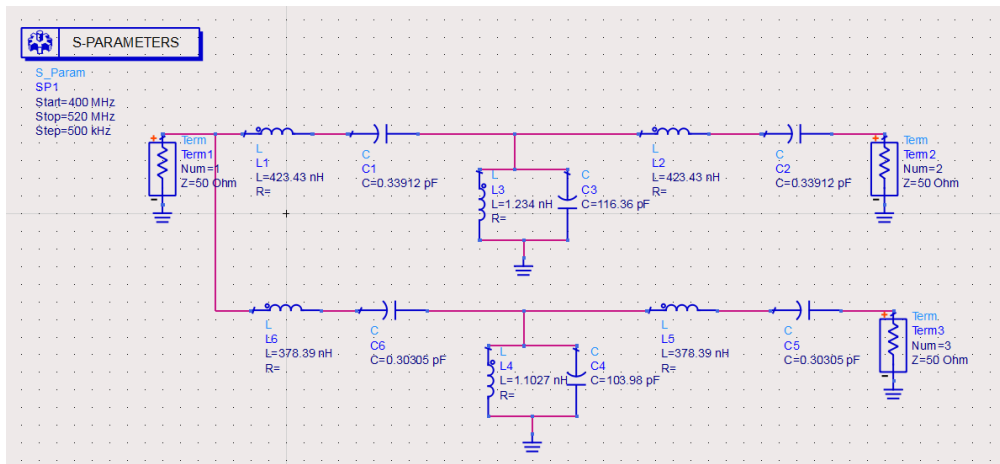 S-PARAMETERS
S_Param
SP1
Start=400 MHz
Stop=520 MHz
Step=500 kHz
+
Term
Term1
Num=1
Z=50 Ohm
-
L
L1
L=423.43 nH
R=
C
C1
C=0.33912 pF
L
L3
L=1.234 nH
R=
C
C3
C=116.36 pF
L
L2
L=423.43 nH
R=
C
C2
C=0.33912 pF
+
Term
Term2
Num=2
Z=50 Ohm
-
L
L6
L=378.39 nH
R=
C
C6
C=0.30305 pF
L
L4
L=1.1027 nH
R=
C
C4
C=103.98 pF
L
L5
L=378.39 nH
R=
C
C5
C=0.30305 pF
+
Term
Term3
Num=3
Z=50 Ohm
-